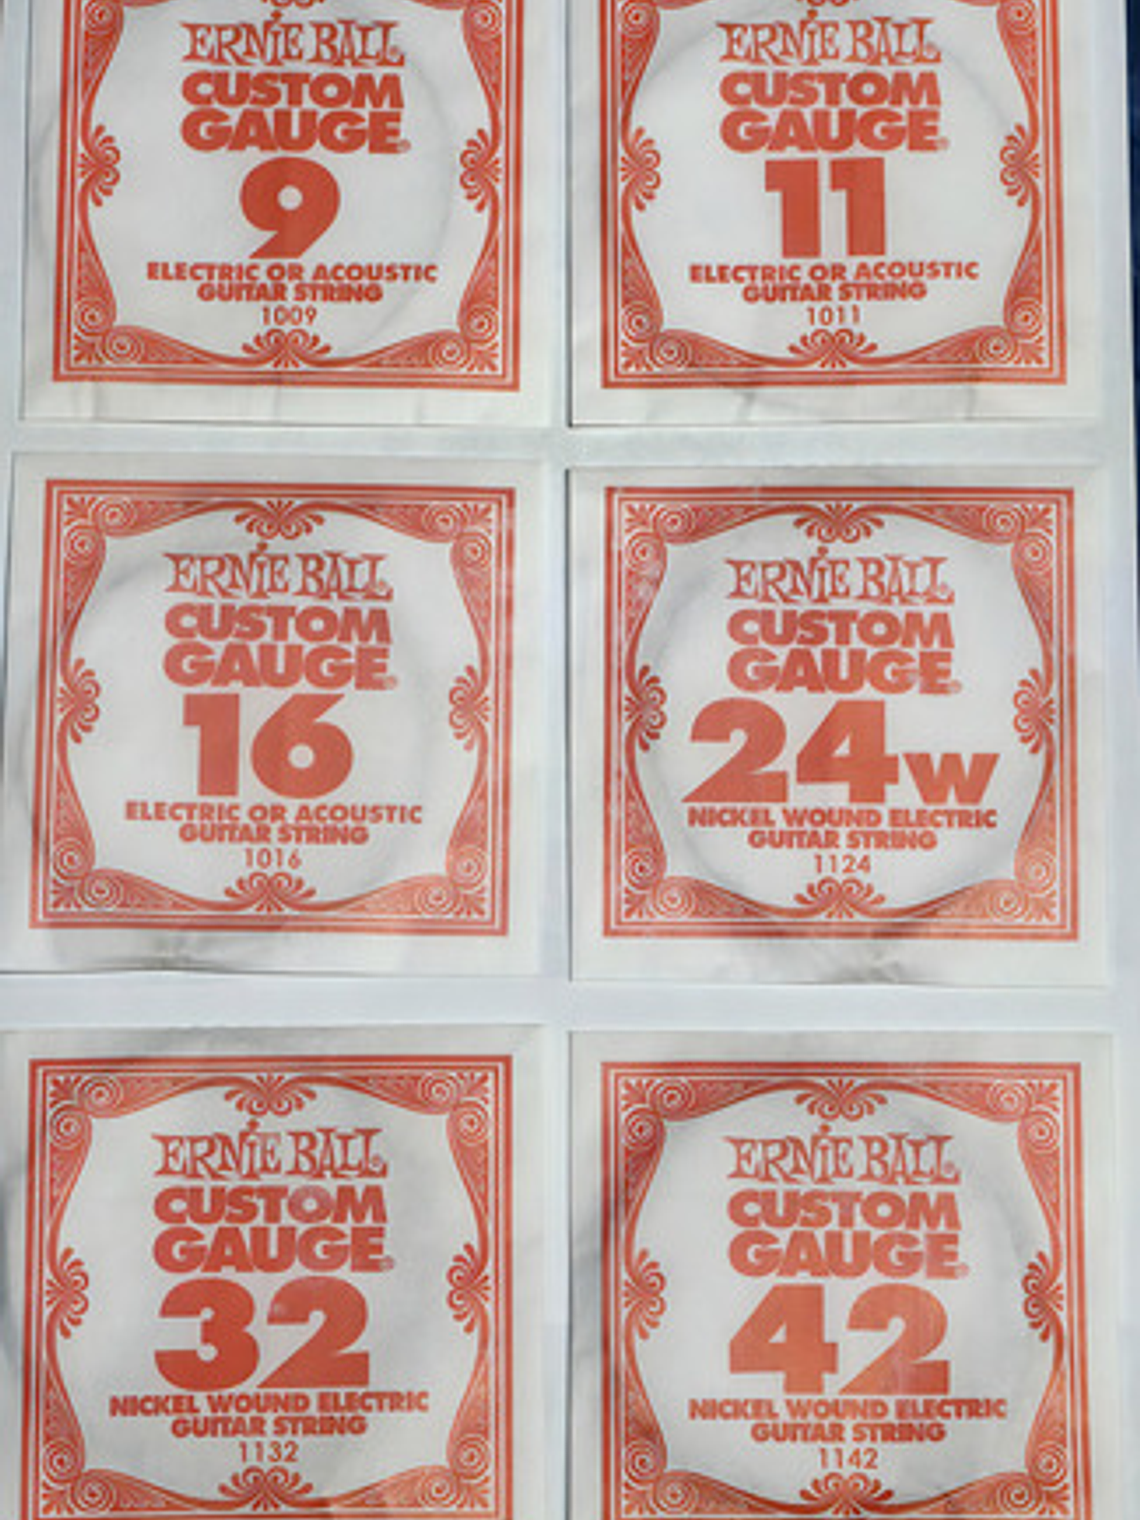 ERNIE BALL
CUSTOM
GAUGE
9
ELECTRIC OR ACOUSTIC
GUITAR STRING
1009
ERNIE BALL
CUSTOM
GAUGE
11
ELECTRIC OR ACOUSTIC
GUITAR STRING
1011
ERNIE BALL
CUSTOM
GAUGE
16
ELECTRIC OR ACOUSTIC
GUITAR STRING
1016
ERNIE BALL
CUSTOM
GAUGE
24w
NICKEL WOUND ELECTRIC
GUITAR STRING
1124
ERNIE BALL
CUSTOM
GAUGE
32
NICKEL WOUND ELECTRIC
GUITAR STRING
1132
ERNIE BALL
CUSTOM
GAUGE
42
NICKEL WOUND ELECTRIC
GUITAR STRING
1142